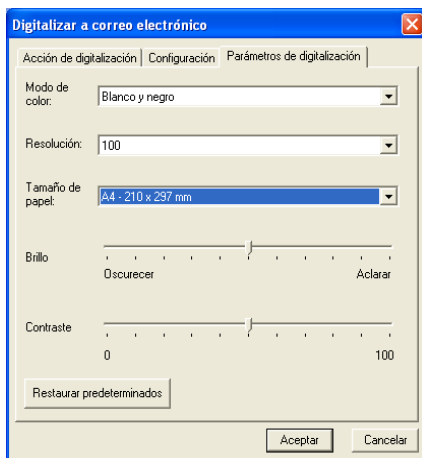 Digitalizar a correo electrónico
Acción de digitalización Configuración Parámetros de digitalización
Modo de
color:
Blanco y negro
Resolución:
100
Tamaño de
papel:
A4 - 210 x 297 mm
Brillo
Oscurecer Aclarar
Contraste
0 100
Restaurar predeterminados
Aceptar Cancelar